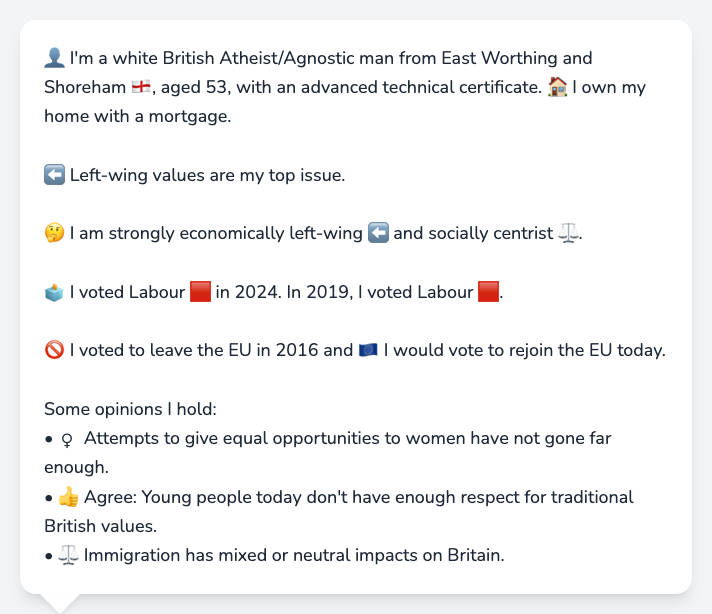 👤 I'm a white British Atheist/Agnostic man from East Worthing and
Shoreham 🏴󠁧󠁢󠁥󠁮󠁧󠁿, aged 53, with an advanced technical certificate. 🏠 I own my
home with a mortgage.
⬅️ Left-wing values are my top issue.
🤔 I am strongly economically left-wing ⬅️ and socially centrist ⚖️.
🗳️ I voted Labour 🟥 in 2024. In 2019, I voted Labour 🟥.
🚫 I voted to leave the EU in 2016 and 🇪🇺 I would vote to rejoin the EU today.
Some opinions I hold:
• ♀ Attempts to give equal opportunities to women have not gone far
enough.
• 👍 Agree: Young people today don't have enough respect for traditional
British values.
• ⚖️ Immigration has mixed or neutral impacts on Britain.